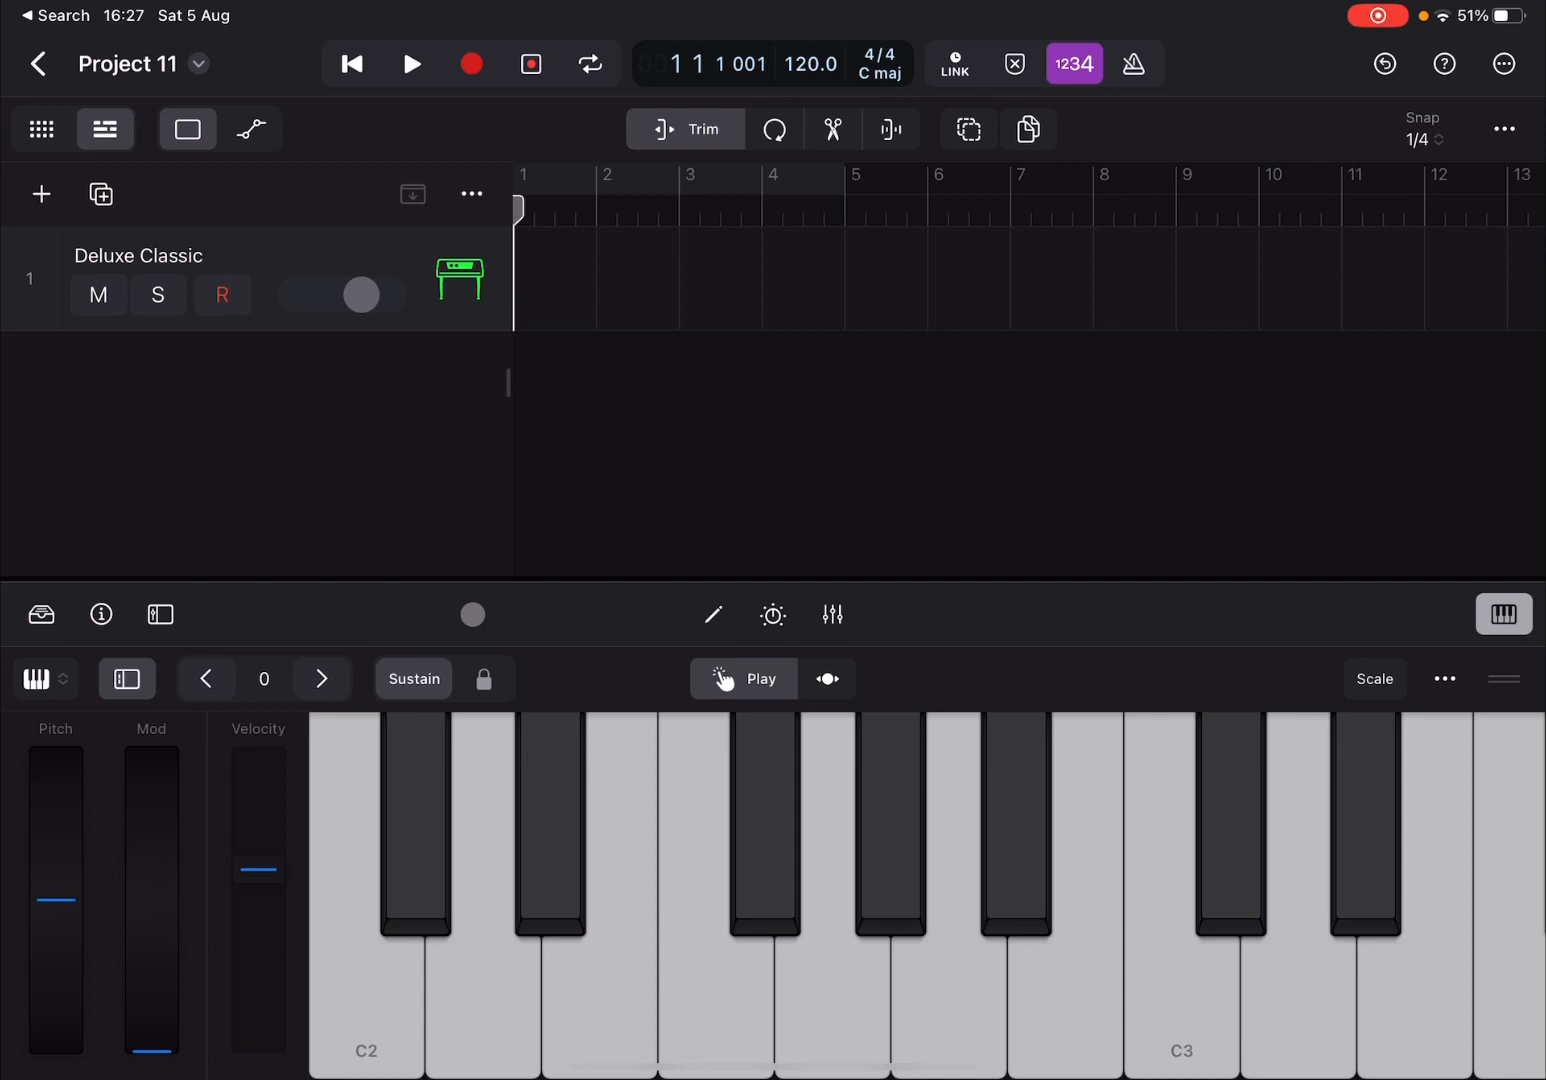 Search 16:27 Sat 5 Aug 51%
Project 11 001 1 1 1 001 120.0 4/4 C maj LINK 1234
Trim Snap 1/4
1 2 3 4 5 6 7 8 9 10 11 12 13
Deluxe Classic
1
M S R
0 Sustain Play Scale
Pitch Mod Velocity
C2 C3